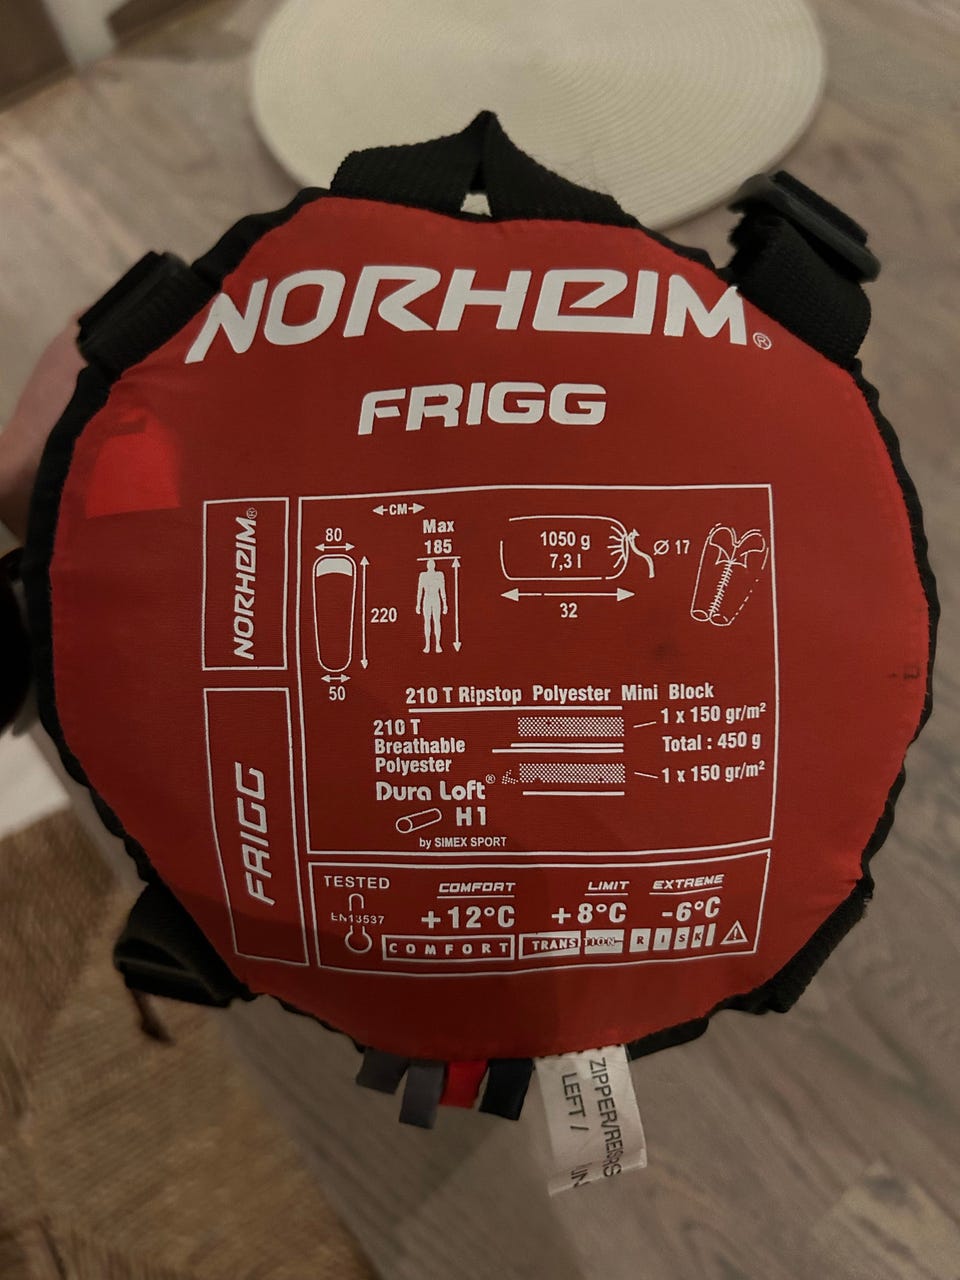 NORHEIM®
FRIGG
NORHEIM®
FRIGG
←CM→
80
220
50
Max
185
1050 g
7,3 l
Ø 17
32
210 T Ripstop Polyester Mini Block
210 T
Breathable
Polyester
1 x 150 gr/m²
Total : 450 g
1 x 150 gr/m²
Dura Loft®
H1
by SIMEX SPORT
TESTED
EN13537
COMFORT LIMIT EXTREME
+12°C +8°C -6°C
COMFORT TRANSITION RISK
ZIPPER/
LEFT /